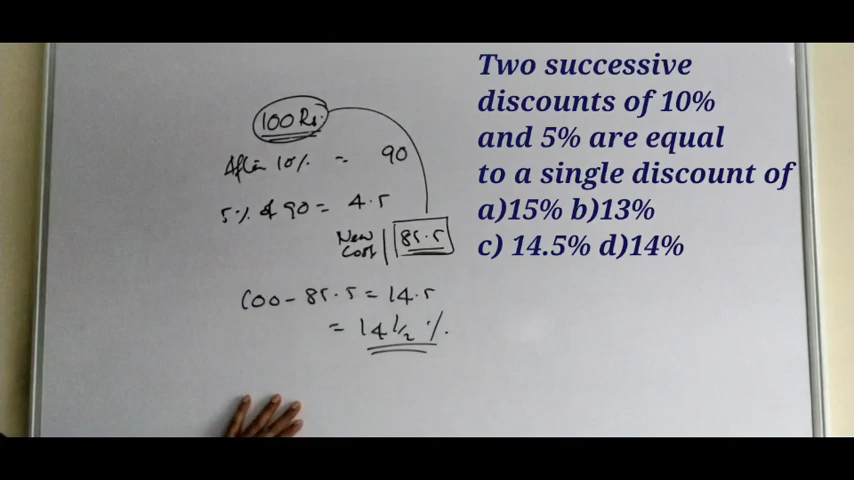 100 Rs.
After 10% = 90
5% of 90 = 4.5
New Cost 85.5
100 - 85.5 = 14.5
= 14 1/2 %.
Two successive
discounts of 10%
and 5% are equal
to a single discount of
a)15% b)13%
c) 14.5% d)14%